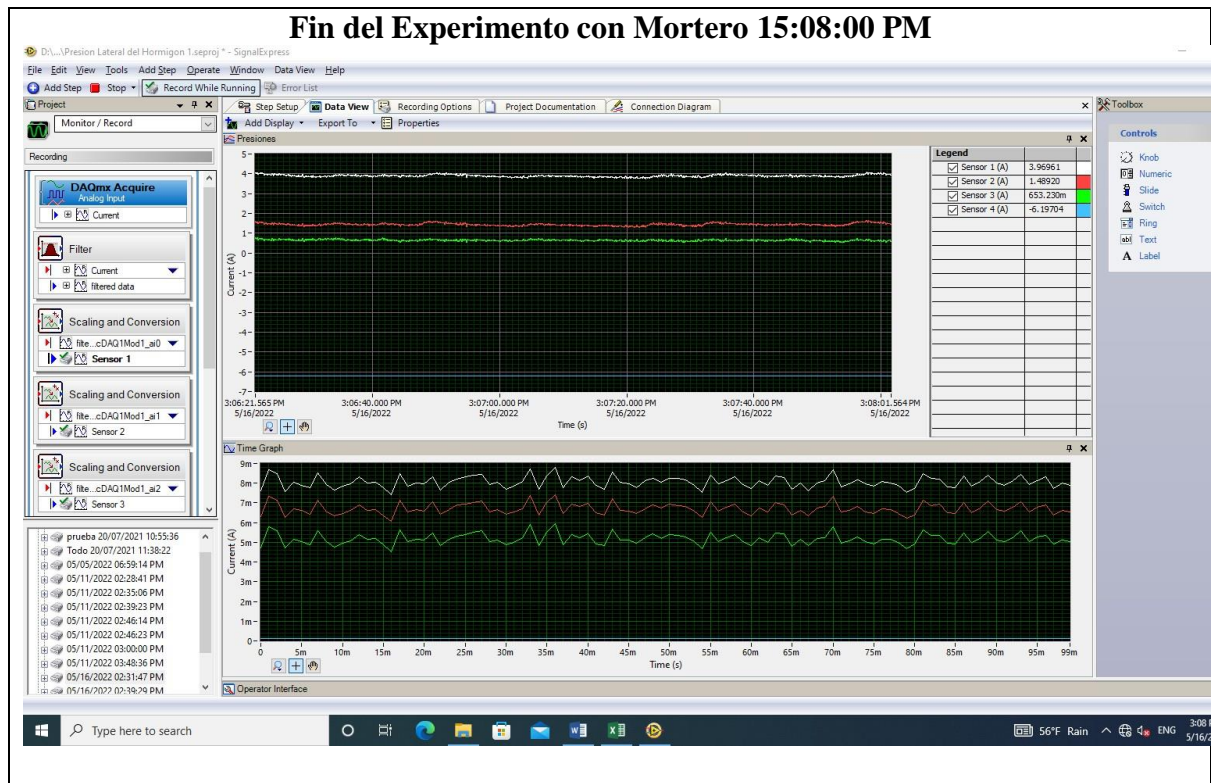 Fin del Experimento con Mortero 15:08:00 PM
D:\...\Presion Lateral del Hormigon 1.seproj * - SignalExpress
File Edit View Tools Add Step Operate Window Data View Help
Add Step Stop Record While Running Error List
Project
Monitor / Record
Recording
DAQmx Acquire
Analog Input
Current
Filter
Current
filtered data
Scaling and Conversion
filte...cDAQ1Mod1_ai0
Sensor 1
Scaling and Conversion
filte...cDAQ1Mod1_ai1
Sensor 2
Scaling and Conversion
filte...cDAQ1Mod1_ai2
Sensor 3
prueba 20/07/2021 10:55:36
Todo 20/07/2021 11:38:22
05/05/2022 06:59:14 PM
05/11/2022 02:28:41 PM
05/11/2022 02:35:06 PM
05/11/2022 02:39:23 PM
05/11/2022 02:46:14 PM
05/11/2022 02:46:23 PM
05/11/2022 03:00:00 PM
05/11/2022 03:48:36 PM
05/16/2022 02:31:47 PM
05/16/2022 02:39:29 PM
Step Setup Data View Recording Options Project Documentation Connection Diagram
Add Display Export To Properties
Presiones
5
4
3
2
1
0
-1
-2
-3
-4
-5
-6
-7
Current (A)
3:06:21.565 PM 3:06:40.000 PM 3:07:00.000 PM 3:07:20.000 PM 3:07:40.000 PM 3:08:01.564 PM
5/16/2022 5/16/2022 5/16/2022 5/16/2022 5/16/2022 5/16/2022
Time (s)
Legend
Sensor 1 (A) 3.96961
Sensor 2 (A) 1.48920
Sensor 3 (A) 653.230m
Sensor 4 (A) -6.19704
Time Graph
9m
8m
7m
6m
5m
4m
3m
2m
1m
0
Current (A)
0 5m 10m 15m 20m 25m 30m 35m 40m 45m 50m 55m 60m 65m 70m 75m 80m 85m 90m 95m 99m
Time (s)
Operator Interface
Toolbox
Controls
Knob
Numeric
Slide
Switch
Ring
abl Text
A Label
Type here to search
56°F Rain
ENG
3:08 P
5/16/2